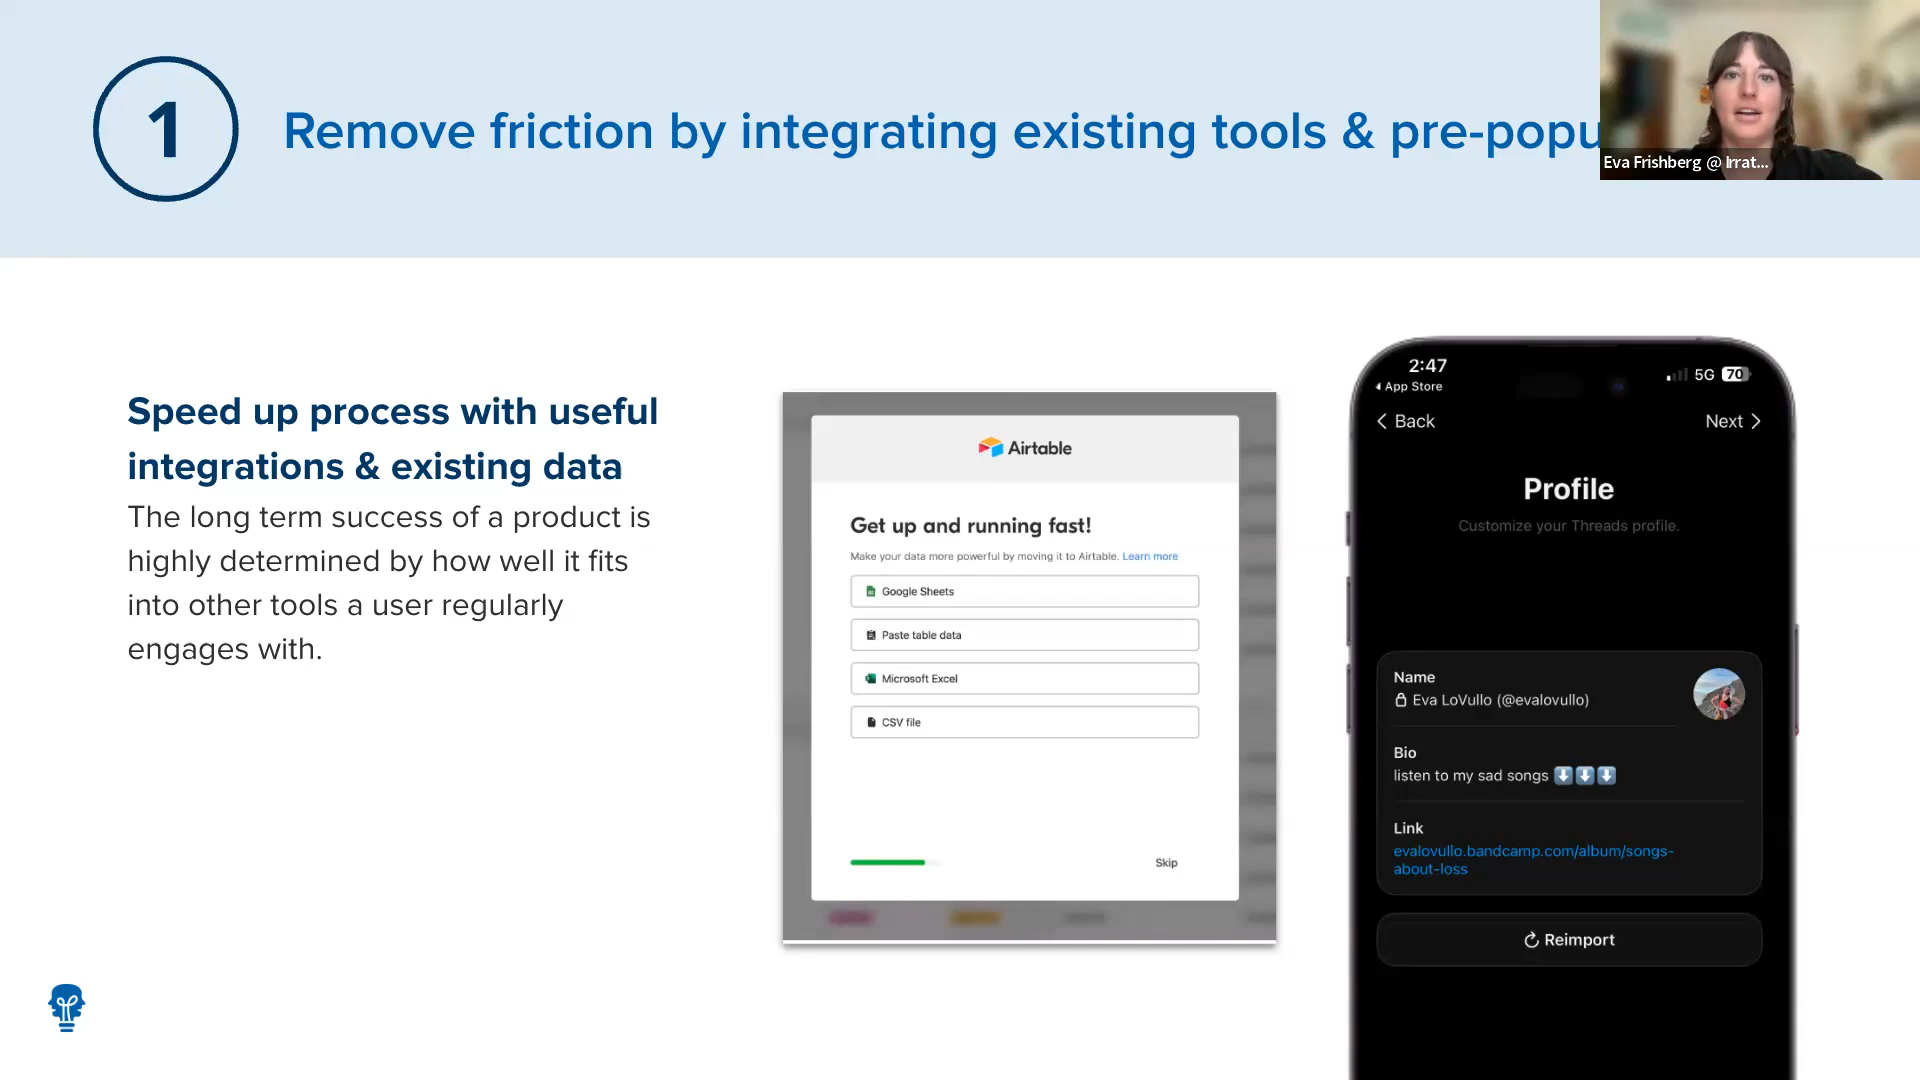 1
Remove friction by integrating existing tools & pre-popu
Eva Frishberg @ Irrat...
Speed up process with useful
integrations & existing data
The long term success of a product is
highly determined by how well it fits
into other tools a user regularly
engages with.
Airtable
Get up and running fast!
Make your data more powerful by moving it to Airtable. Learn more
Google Sheets
Paste table data
Microsoft Excel
CSV file
Skip
2:47
5G 70
App Store
Back
Next
Profile
Customize your Threads profile.
Name
Eva LoVullo (@evalovullo)
Bio
listen to my sad songs ⬇️⬇️⬇️
Link
evalovullo.bandcamp.com/album/songs-
about-loss
Reimport